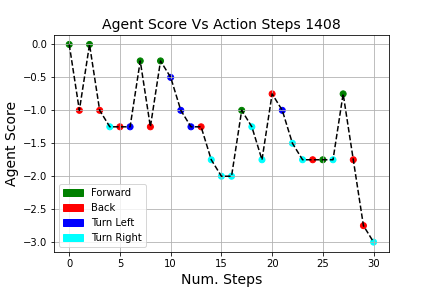 Agent Score Vs Action Steps 1408
Agent Score
0.0
−0.5
−1.0
−1.5
−2.0
−2.5
−3.0
Forward
Back
Turn Left
Turn Right
0 5 10 15 20 25 30
Num. Steps